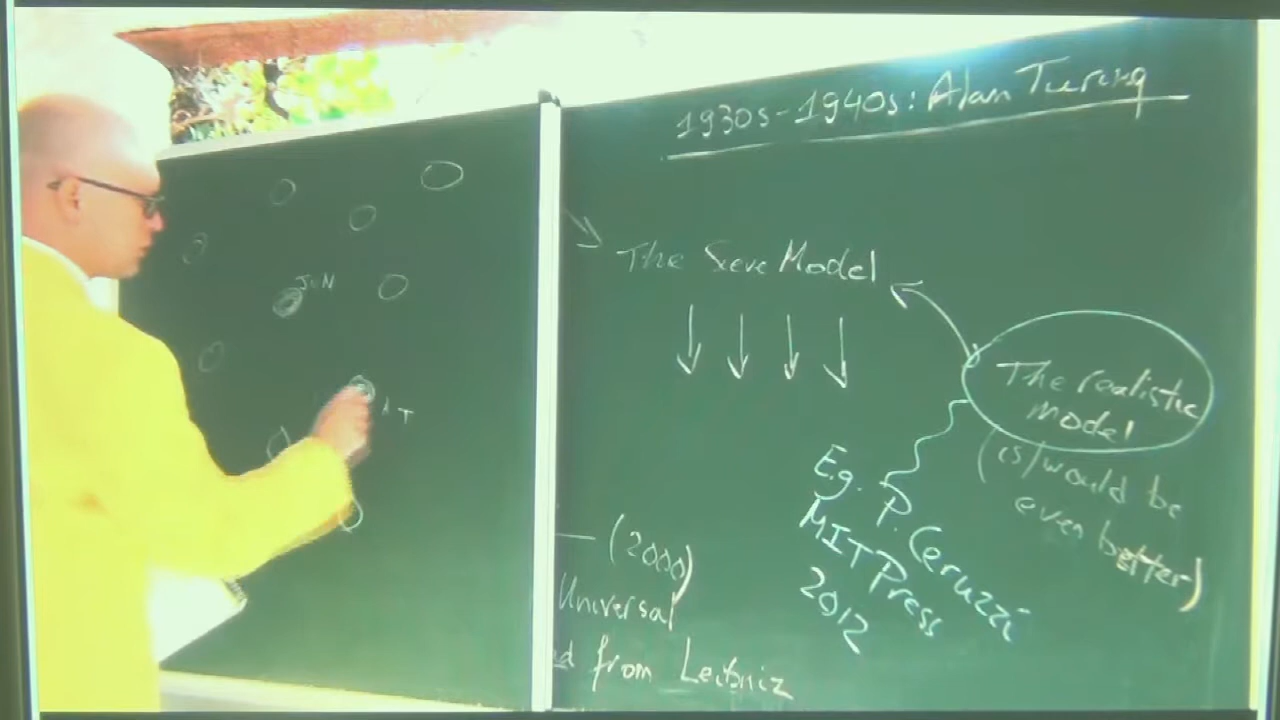 JvN
AT
1930s-1940s: Alan Turing
The Sieve Model
The realistic
model
(is/would be
even better)
E.g. P. Ceruzzi
MIT Press
2012
(2000)
Universal
from Leibniz